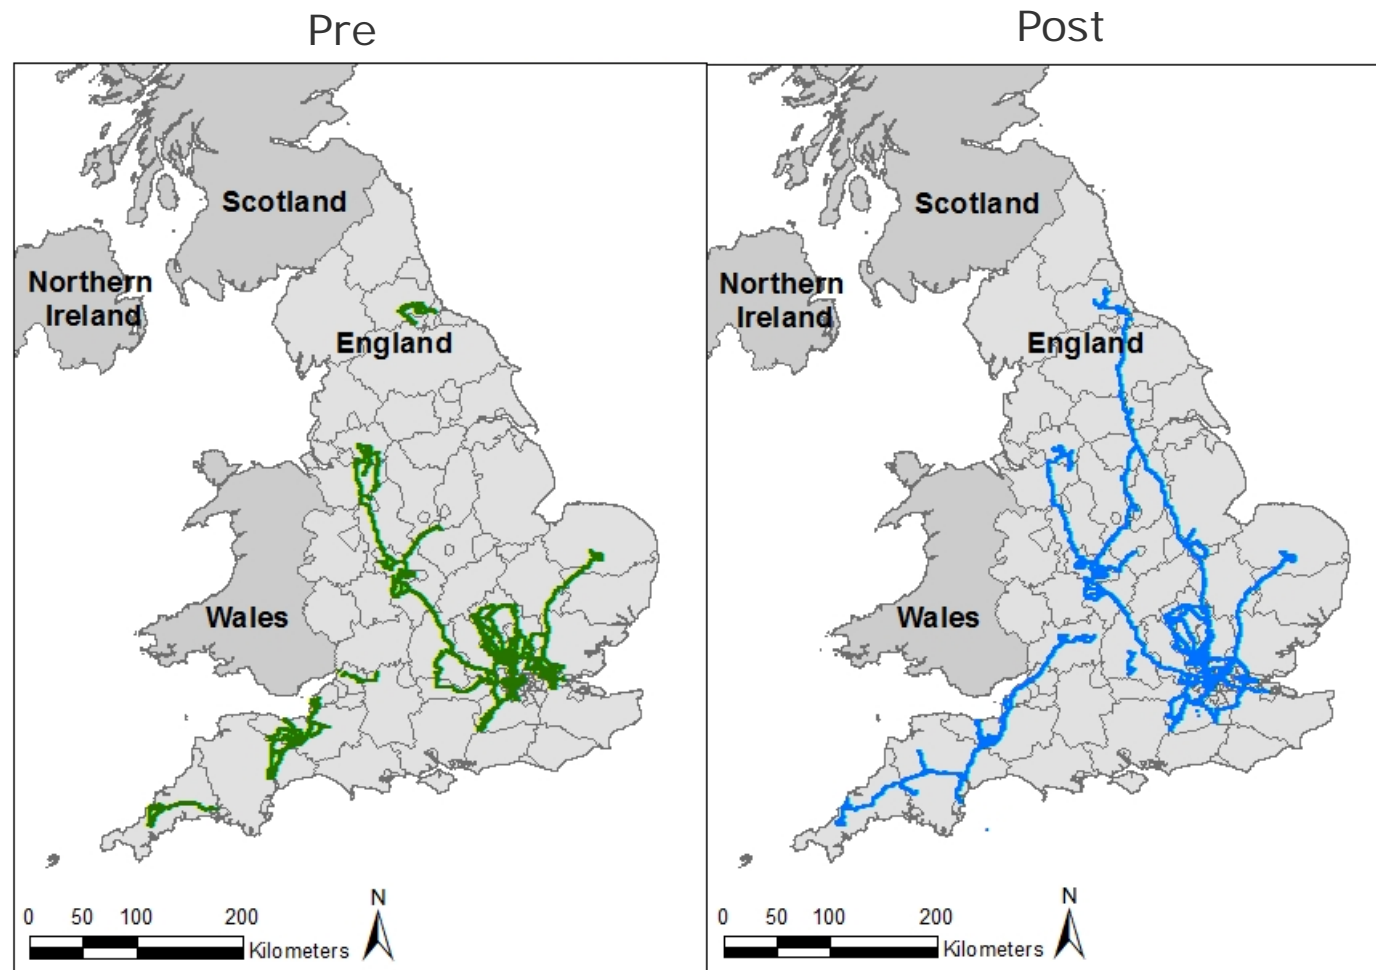 Pre
Scotland
Northern
Ireland
England
Wales
N
0 50 100 200
Kilometers
Post
Scotland
Northern
Ireland
England
Wales
N
0 50 100 200
Kilometers